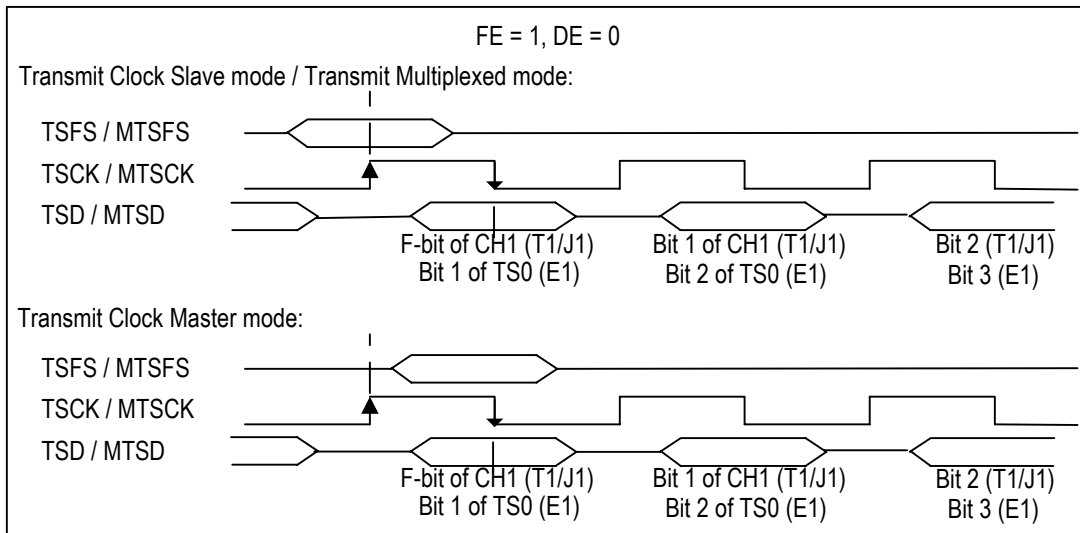 FE = 1, DE = 0
Transmit Clock Slave mode / Transmit Multiplexed mode:
TSFS / MTSFS
TSCK / MTSCK
TSD / MTSD
F-bit of CH1 (T1/J1)
Bit 1 of TS0 (E1)
Bit 1 of CH1 (T1/J1)
Bit 2 of TS0 (E1)
Bit 2 (T1/J1)
Bit 3 (E1)
Transmit Clock Master mode:
TSFS / MTSFS
TSCK / MTSCK
TSD / MTSD
F-bit of CH1 (T1/J1)
Bit 1 of TS0 (E1)
Bit 1 of CH1 (T1/J1)
Bit 2 of TS0 (E1)
Bit 2 (T1/J1)
Bit 3 (E1)